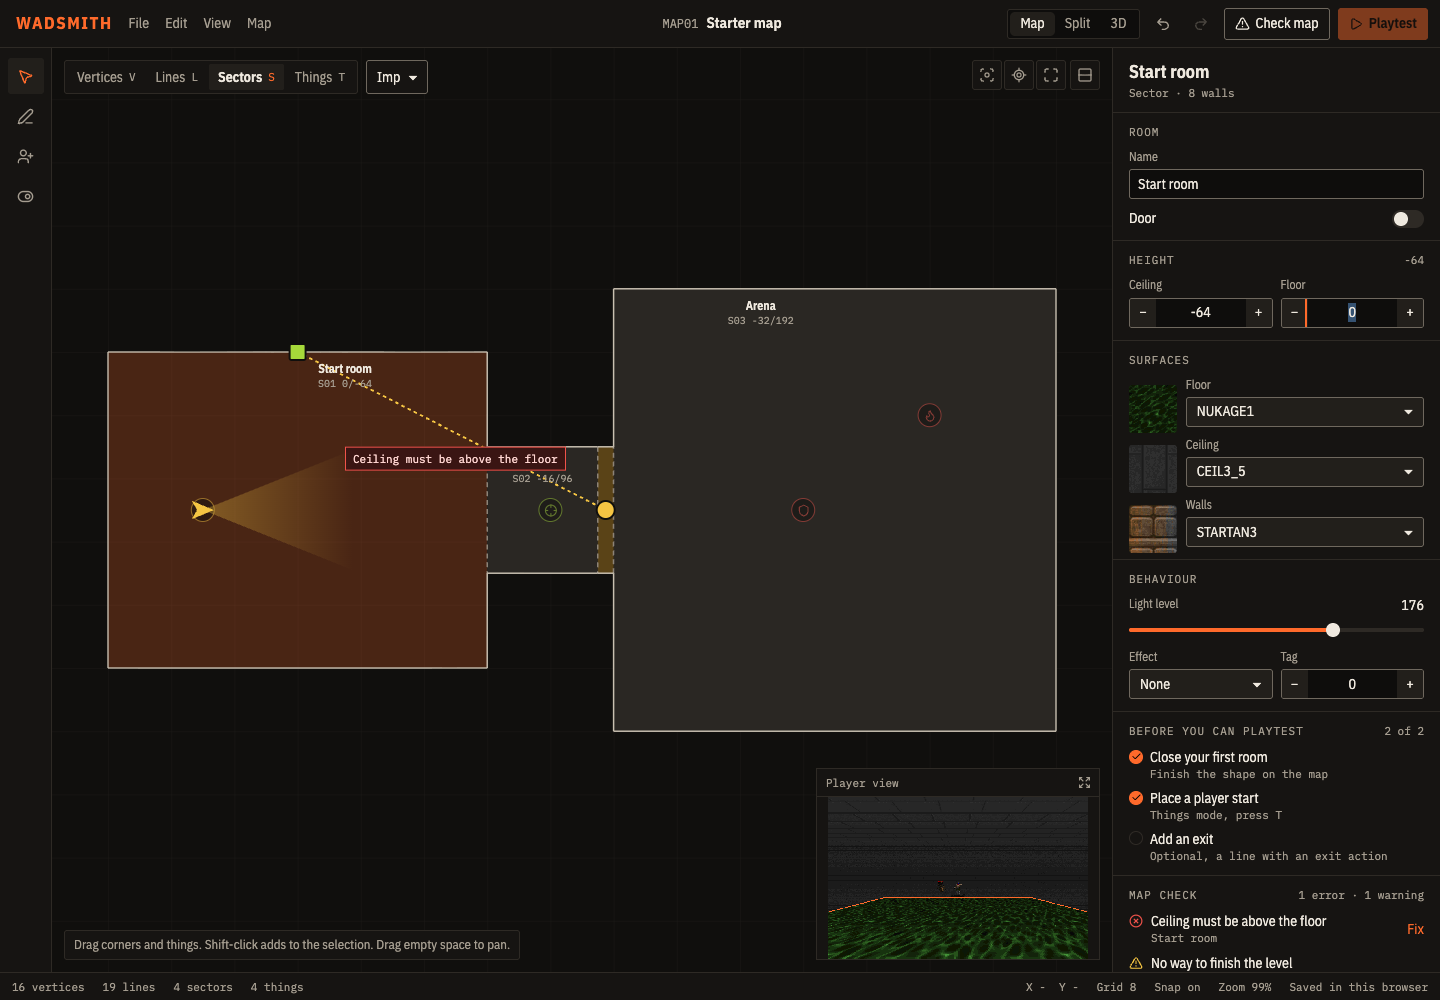 WADSMITH File Edit View Map
MAP01 Starter map
Map Split 3D
Check map
Playtest
Vertices V Lines L Sectors S Things T
Imp
Start room
Sector · 8 walls
ROOM
Name
Start room
Door
HEIGHT -64
Ceiling Floor
− -64 + − 0 +
SURFACES
Floor
NUKAGE1
Ceiling
CEIL3_5
Walls
STARTAN3
BEHAVIOUR
Light level 176
Effect Tag
None − 0 +
BEFORE YOU CAN PLAYTEST 2 of 2
Close your first room
Finish the shape on the map
Place a player start
Things mode, press T
Add an exit
Optional, a line with an exit action
MAP CHECK 1 error · 1 warning
Ceiling must be above the floor
Start room
Fix
No way to finish the level
Arena
S03 -32/192
Start room
S01 0/-64
Ceiling must be above the floor
S02 -16/96
Player view
Drag corners and things. Shift-click adds to the selection. Drag empty space to pan.
16 vertices 19 lines 4 sectors 4 things
X - Y - Grid 8 Snap on Zoom 99% Saved in this browser